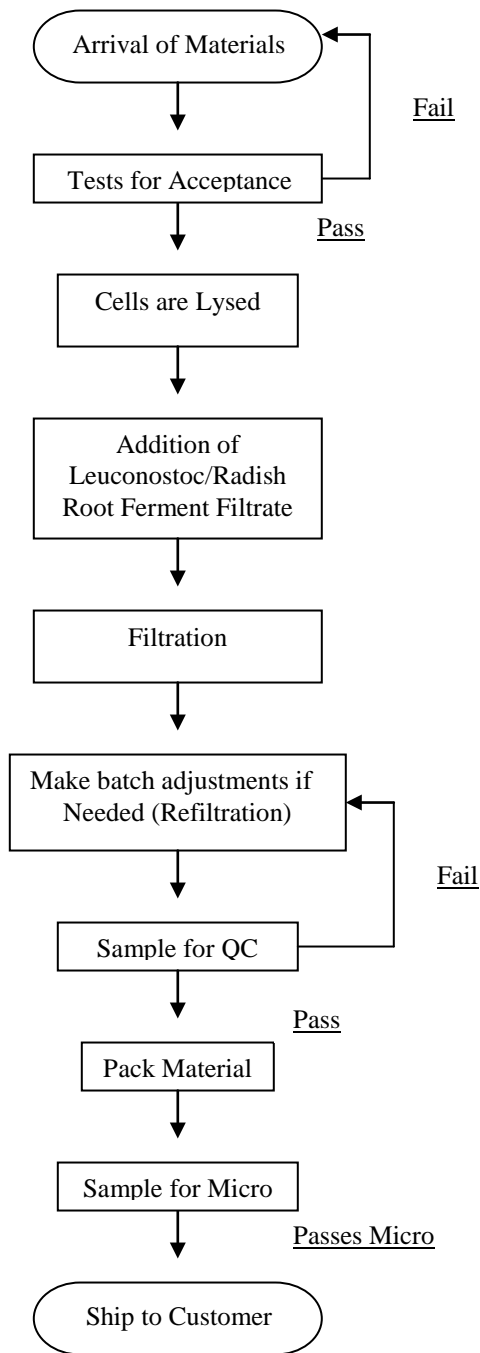 Arrival of Materials
Fail
Tests for Acceptance
Pass
Cells are Lysed
Addition of
Leuconostoc/Radish
Root Ferment Filtrate
Filtration
Make batch adjustments if
Needed (Refiltration)
Fail
Sample for QC
Pass
Pack Material
Sample for Micro
Passes Micro
Ship to Customer